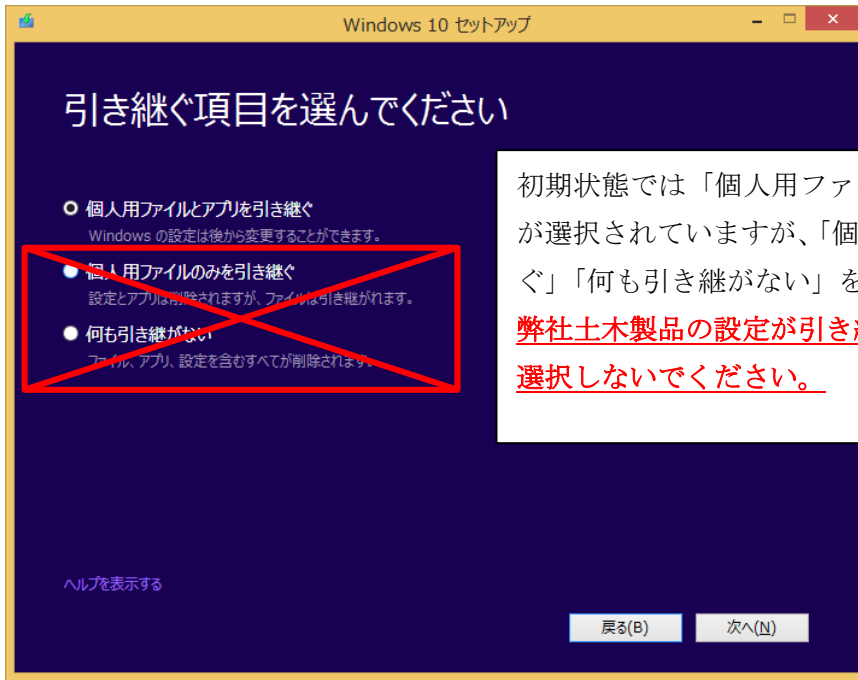 Windows 10 セットアップ
引き継ぐ項目を選んでください
個人用ファイルとアプリを引き継ぐ
Windows の設定は後から変更することができます。
個人用ファイルのみを引き継ぐ
設定とアプリは削除されますが、ファイルは引き継がれます。
何も引き継がない
ファイル、アプリ、設定を含むすべてが削除されます。
初期状態では「個人用ファ
が選択されていますが、「個
ぐ」「何も引き継がない」を
弊社土木製品の設定が引き
選択しないでください。
ヘルプを表示する
戻る(B)
次へ(N)